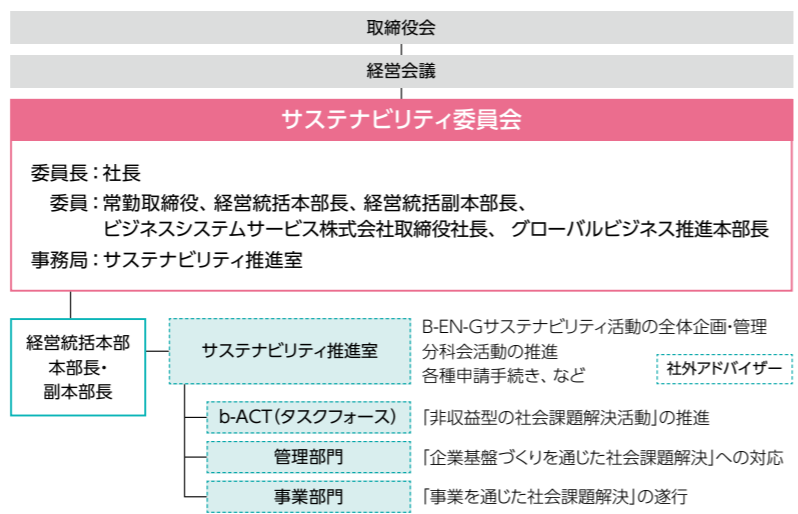 取締役会
経営会議
サステナビリティ委員会
委員長：社長
委員：常勤取締役、経営統括本部長、経営統括副本部長、
ビジネスシステムサービス株式会社取締役社長、グローバルビジネス推進本部長
事務局：サステナビリティ推進室
経営統括本部
本部長・
副本部長
サステナビリティ推進室
B-EN-Gサステナビリティ活動の全体企画・管理
分科会活動の推進
各種申請手続き、など
社外アドバイザー
b-ACT（タスクフォース）
「非収益型の社会課題解決活動」の推進
管理部門
「企業基盤づくりを通じた社会課題解決」への対応
事業部門
「事業を通じた社会課題解決」の遂行